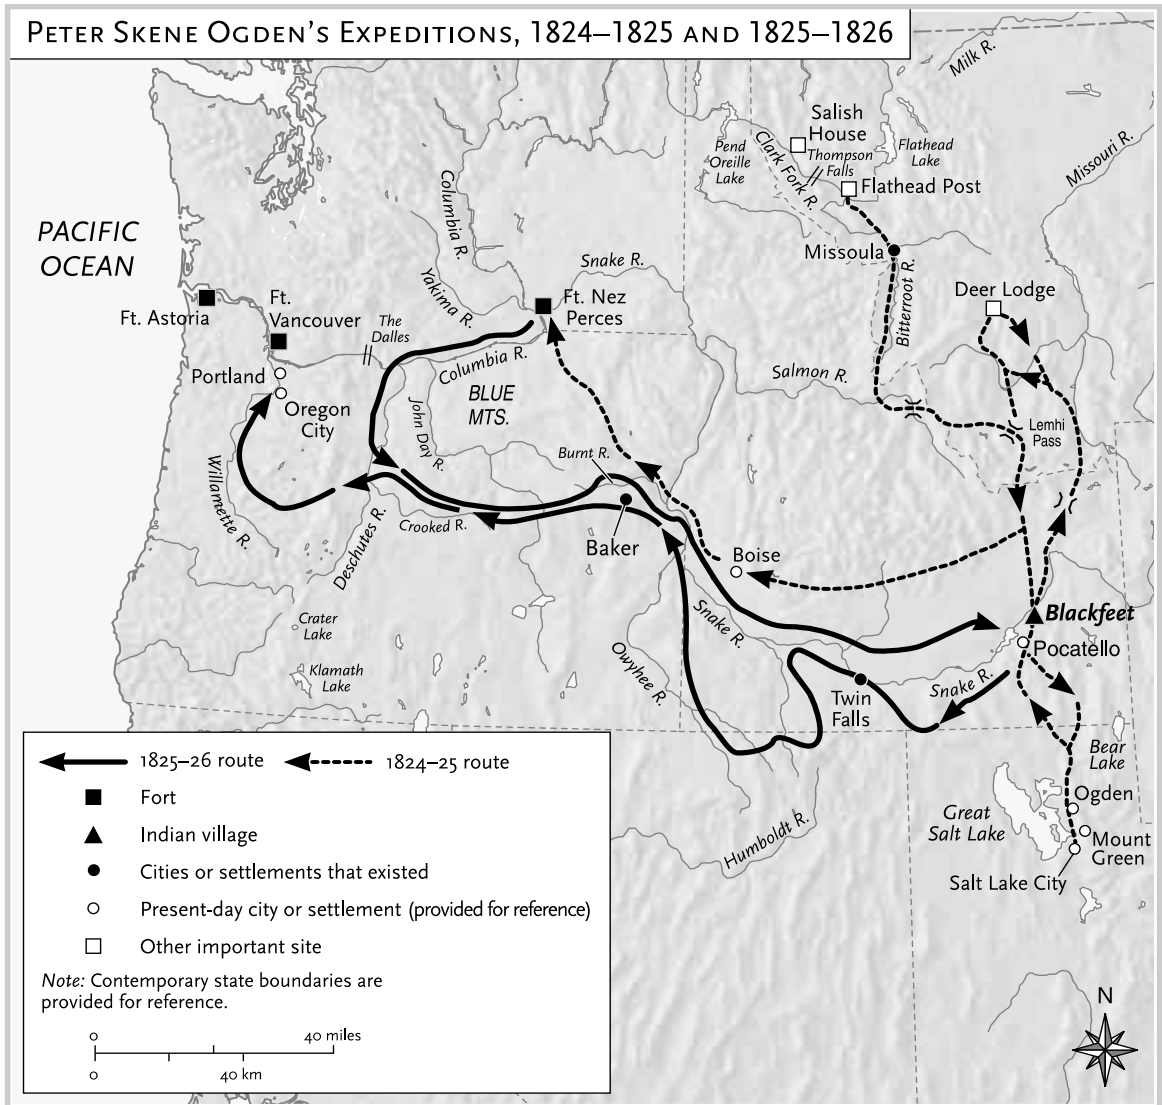 PETER SKENE OGDEN'S EXPEDITIONS, 1824–1825 AND 1825–1826
Milk R.
Salish
House
Pend
Oreille
Lake
Clark Fork R.
Thompson
Falls
Flathead
Lake
Missouri R.
Flathead Post
Columbia R.
PACIFIC
OCEAN
Missoula
Snake R.
Yakima R.
Bitterroot R.
Deer Lodge
Ft. Astoria
Ft.
Vancouver
The
Dalles
Ft. Nez
Perces
Columbia R.
Portland
Oregon
City
BLUE
MTS.
Salmon R.
John Day R.
Lemhi
Pass
Willamette R.
Burnt R.
Crooked R.
Deschutes R.
Baker
Boise
Snake R.
Blackfeet
Pocatello
Crater
Lake
Klamath
Lake
Owyhee R.
Twin
Falls
Snake R.
Bear
Lake
Ogden
Great
Salt Lake
Mount
Green
Humboldt R.
Salt Lake City
1825–26 route
1824–25 route
Fort
Indian village
Cities or settlements that existed
Present-day city or settlement (provided for reference)
Other important site
Note: Contemporary state boundaries are
provided for reference.
0 40 miles
0 40 km
N